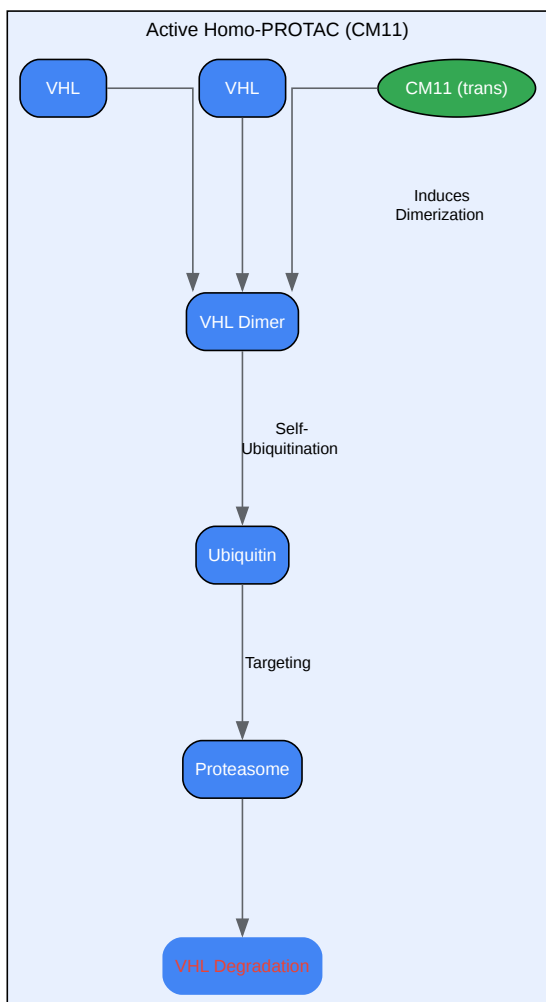 Active Homo-PROTAC (CM11)
VHL
VHL
CM11 (trans)
Induces
Dimerization
VHL Dimer
Self-
Ubiquitination
Ubiquitin
Targeting
Proteasome
VHL Degradation